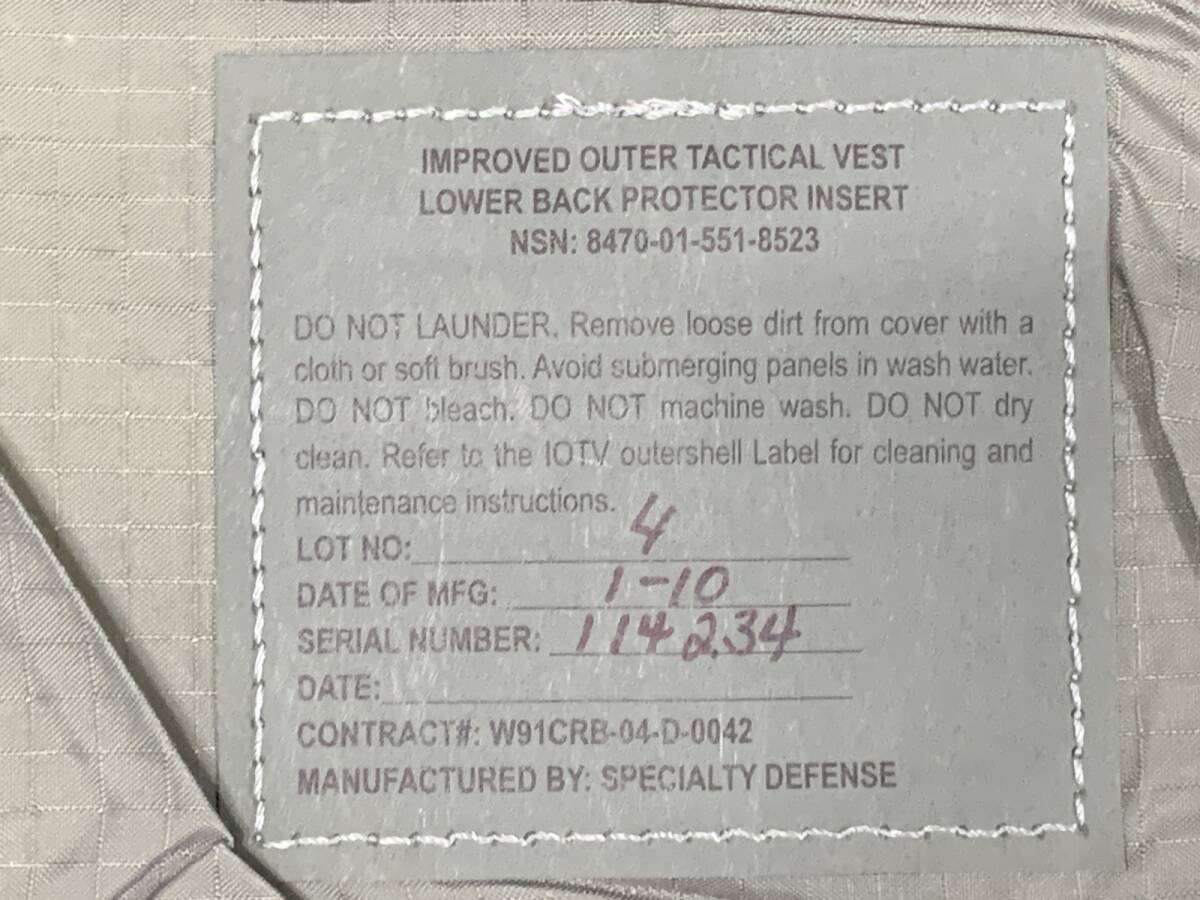 IMPROVED OUTER TACTICAL VEST
LOWER BACK PROTECTOR INSERT
NSN: 8470-01-551-8523
DO NOT LAUNDER. Remove loose dirt from cover with a
cloth or soft brush. Avoid submerging panels in wash water.
DO NOT bleach. DO NOT machine wash. DO NOT dry
clean. Refer to the IOTV outershell Label for cleaning and
maintenance instructions.
LOT NO: 4
DATE OF MFG: 1-10
SERIAL NUMBER: 114234
DATE:
CONTRACT#: W91CRB-04-D-0042
MANUFACTURED BY: SPECIALTY DEFENSE